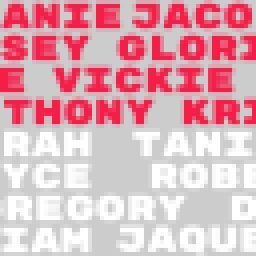 ANIE JACO
SEY GLORI
E VICKIE
THONY KRI
RAH TANI
YCE ROBE
REGORY D
IAM JAQUE